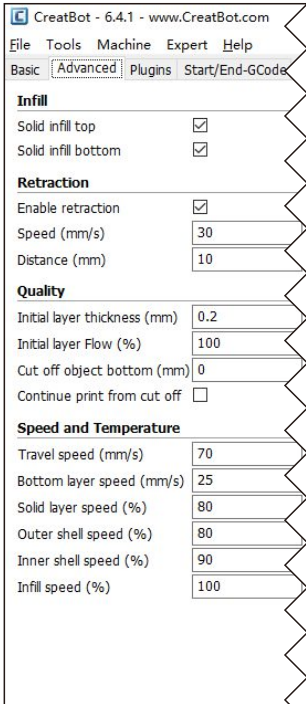 CreatBot - 6.4.1 - www.CreatBot.com
File Tools Machine Expert Help
Basic Advanced Plugins Start/End-GCode
Infill
Solid infill top
Solid infill bottom
Retraction
Enable retraction
Speed (mm/s) 30
Distance (mm) 10
Quality
Initial layer thickness (mm) 0.2
Initial layer Flow (%) 100
Cut off object bottom (mm) 0
Continue print from cut off
Speed and Temperature
Travel speed (mm/s) 70
Bottom layer speed (mm/s) 25
Solid layer speed (%) 80
Outer shell speed (%) 80
Inner shell speed (%) 90
Infill speed (%) 100